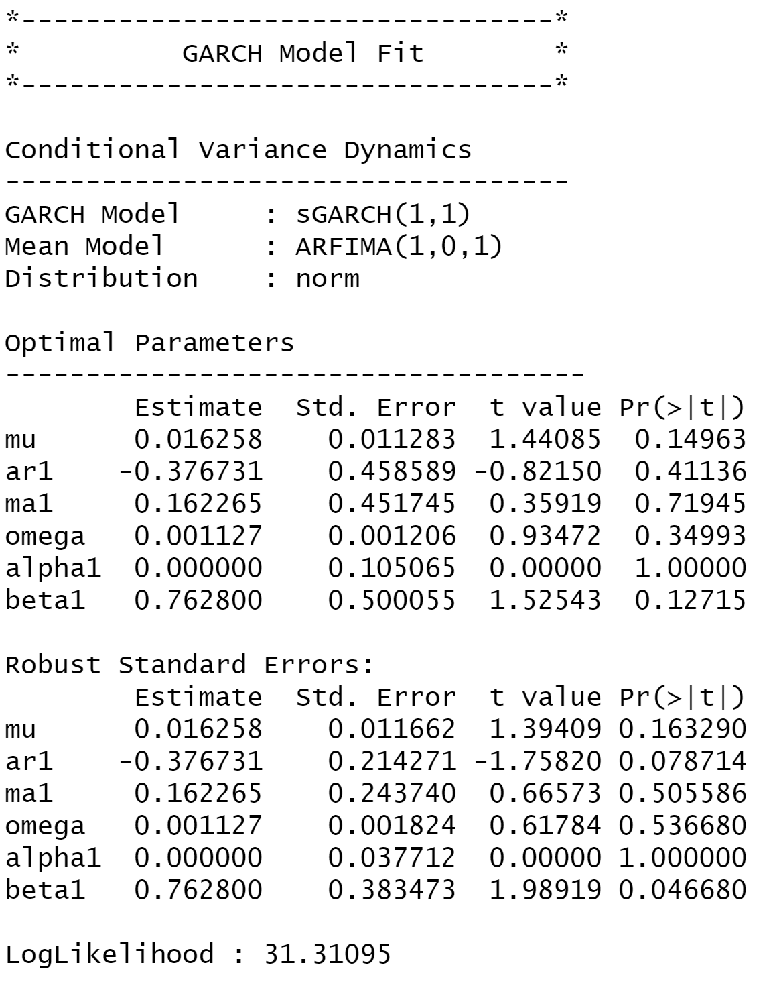 *---------------------------------*
*          GARCH Model Fit        *
*---------------------------------*

Conditional Variance Dynamics
-----------------------------------
GARCH Model     : sGARCH(1,1)
Mean Model      : ARFIMA(1,0,1)
Distribution    : norm

Optimal Parameters
------------------------------------
        Estimate  Std. Error  t value Pr(>|t|)
mu      0.016258    0.011283  1.44085  0.14963
ar1    -0.376731    0.458589 -0.82150  0.41136
ma1     0.162265    0.451745  0.35919  0.71945
omega   0.001127    0.001206  0.93472  0.34993
alpha1  0.000000    0.105065  0.00000  1.00000
beta1   0.762800    0.500055  1.52543  0.12715

Robust Standard Errors:
        Estimate  Std. Error  t value Pr(>|t|)
mu      0.016258    0.011662  1.39409 0.163290
ar1    -0.376731    0.214271 -1.75820 0.078714
ma1     0.162265    0.243740  0.66573 0.505586
omega   0.001127    0.001824  0.61784 0.536680
alpha1  0.000000    0.037712  0.00000 1.000000
beta1   0.762800    0.383473  1.98919 0.046680

LogLikelihood : 31.31095